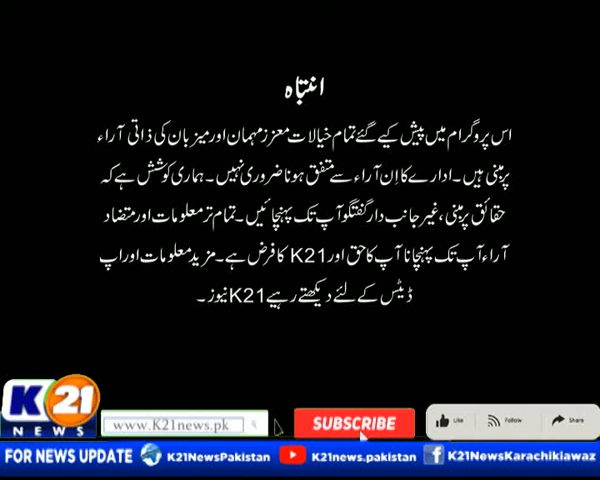 انتباہ
اس پروگرام میں پیش کیے گئے تمام خیالات معزز مہمان اور میزبان کی ذاتی آراء
پر مبنی ہیں۔ ادارے کا اِن آراء سے متفق ہونا ضروری نہیں۔ ہماری کوشش ہے کہ
حقائق پر مبنی، غیر جانب دار گفتگو آپ تک پہنچائیں۔ تمام تر معلومات اور متضاد
آراء آپ تک پہنچانا آپ کا حق اور K21 کا فرض ہے۔ مزید معلومات اور اپ
ڈیٹس کے لئے دیکھتے رہیے K21 نیوز۔
K21
NEWS
www.K21news.pk
SUBSCRIBE
Like
Follow
Share
FOR NEWS UPDATE
K21NewsPakistan
K21news.pakistan
K21NewsKarachikiawaz